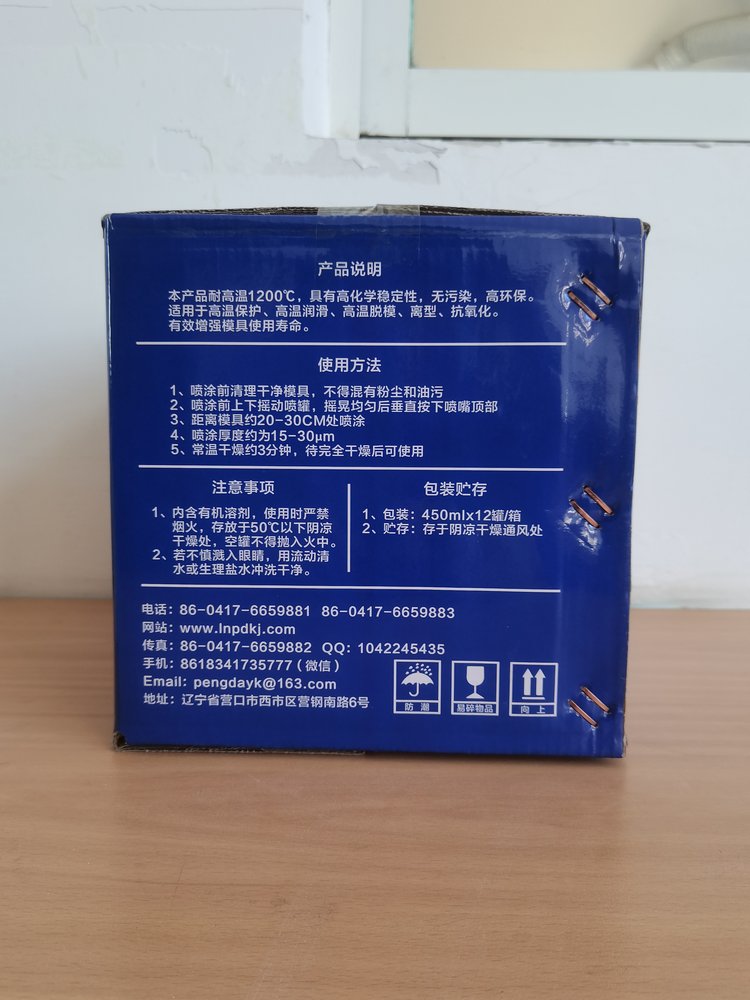 产品说明
本产品耐高温1200℃，具有高化学稳定性，无污染，高环保。
适用于高温保护、高温润滑、高温脱模、离型、抗氧化。
有效增强模具使用寿命。
使用方法
1、喷涂前清理干净模具，不得混有粉尘和油污
2、喷涂前上下摇动喷罐，摇晃均匀后垂直按下喷嘴顶部
3、距离模具约20-30CM处喷涂
4、喷涂厚度约为15-30μm
5、常温干燥约3分钟，待完全干燥后可使用
注意事项
1、内含有机溶剂，使用时严禁
烟火，存放于50℃以下阴凉
干燥处，空罐不得抛入火中。
2、若不慎溅入眼睛，用流动清
水或生理盐水冲洗干净。
包装贮存
1、包装：450mlx12罐/箱
2、贮存：存于阴凉干燥通风处
电话：86-0417-6659881 86-0417-6659883
网站：www.lnpdkj.com
传真：86-0417-6659882 QQ：1042245435
手机：8618341735777（微信）
Email：pengdayk@163.com
地址：辽宁省营口市西市区营钢南路6号
防 潮
易碎物品
向 上